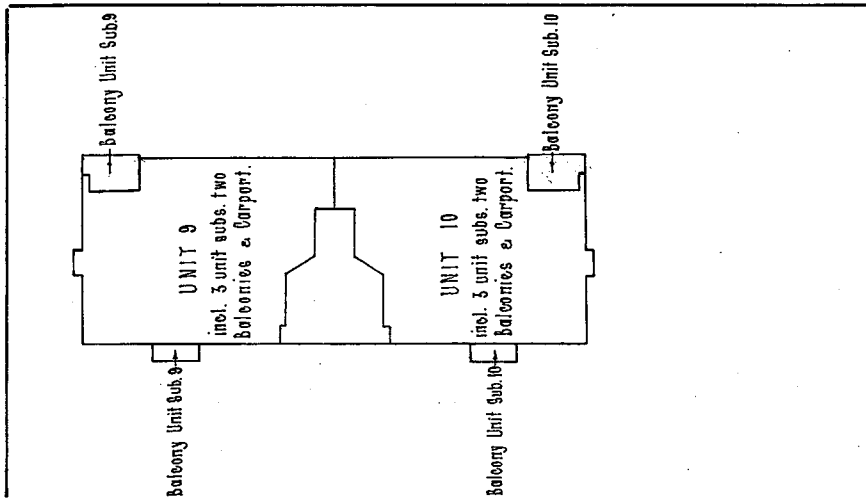 Balcony Unit Sub.9
Balcony Unit Sub.10
UNIT 9
incl. 3 unit subs. two
Balconies & Carport.
UNIT 10
incl. 3 unit subs. two
Balconies & Carport.
Balcony Unit Sub.9
Balcony Unit Sub.10